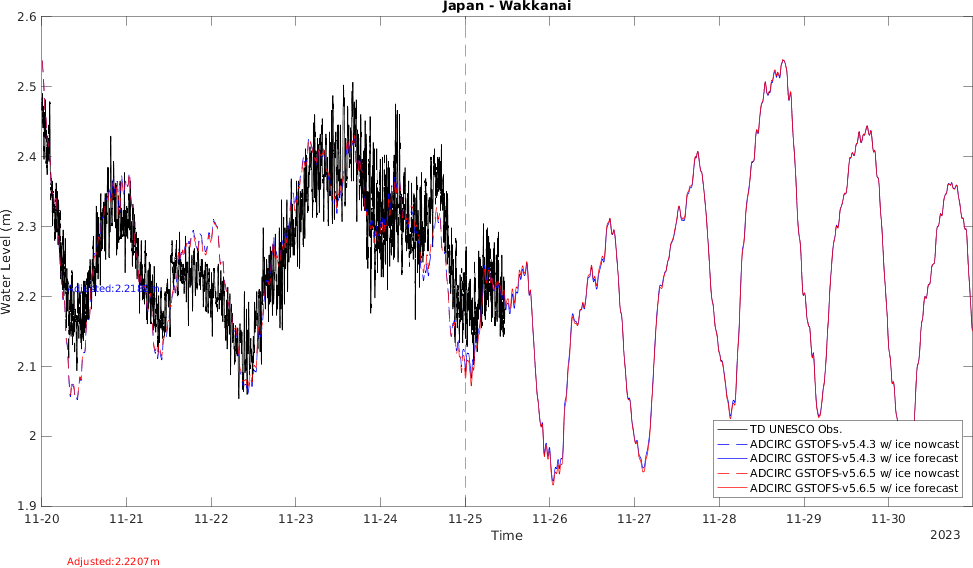 Japan - Wakkanai
Water Level (m)
2.6
2.5
2.4
2.3
2.2
2.1
2
1.9
TD UNESCO Obs.
ADCIRC GSTOFS-v5.4.3 w/ ice nowcast
ADCIRC GSTOFS-v5.4.3 w/ ice forecast
ADCIRC GSTOFS-v5.6.5 w/ ice nowcast
ADCIRC GSTOFS-v5.6.5 w/ ice forecast
11-20 11-21 11-22 11-23 11-24 11-25 11-26 11-27 11-28 11-29 11-30
Time
2023
Adjusted:2.2207m